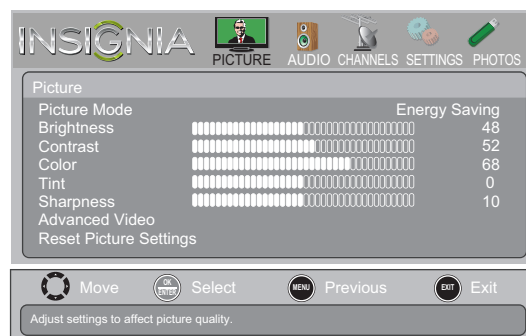 INSIGNIA
PICTURE AUDIO CHANNELS SETTINGS PHOTOS
Picture
Picture Mode Energy Saving
Brightness 48
Contrast 52
Color 68
Tint 0
Sharpness 10
Advanced Video
Reset Picture Settings
Move OK ENTER Select MENU Previous EXIT Exit
Adjust settings to affect picture quality.